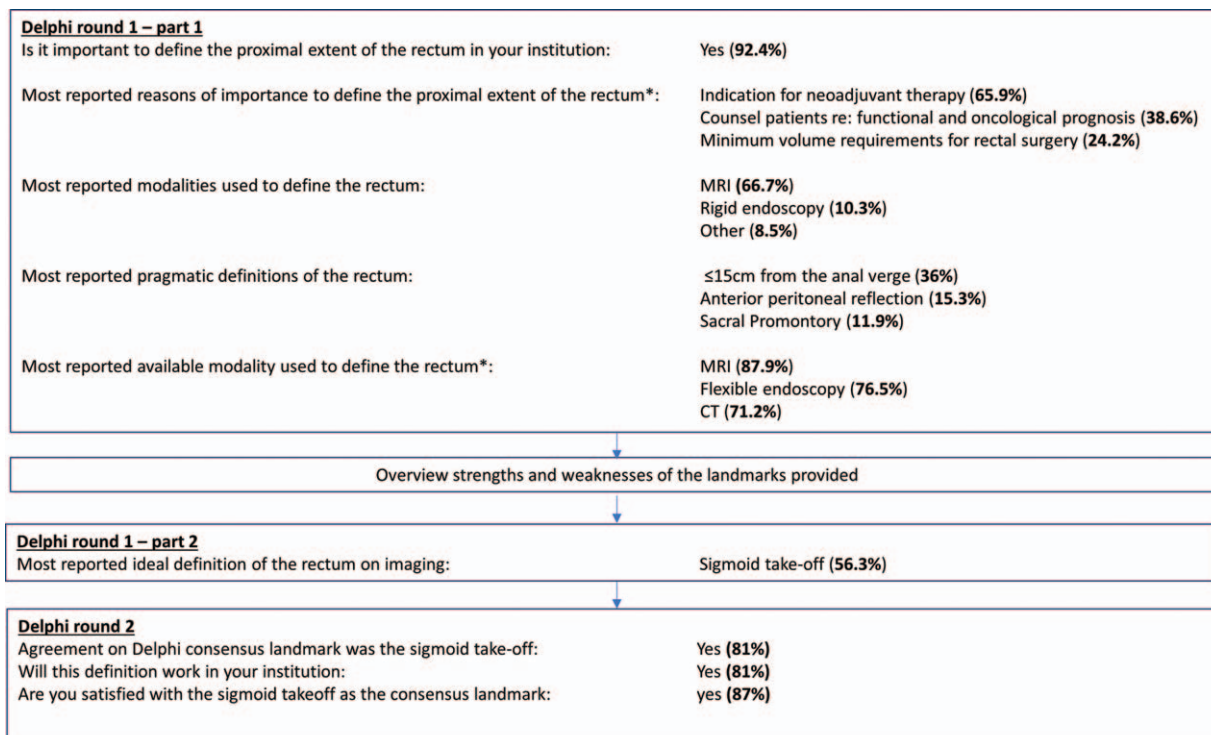 Delphi round 1 – part 1
Is it important to define the proximal extent of the rectum in your institution: Yes (92.4%)
Most reported reasons of importance to define the proximal extent of the rectum*: Indication for neoadjuvant therapy (65.9%)
Counsel patients re: functional and oncological prognosis (38.6%)
Minimum volume requirements for rectal surgery (24.2%)
Most reported modalities used to define the rectum: MRI (66.7%)
Rigid endoscopy (10.3%)
Other (8.5%)
Most reported pragmatic definitions of the rectum: ≤15cm from the anal verge (36%)
Anterior peritoneal reflection (15.3%)
Sacral Promontory (11.9%)
Most reported available modality used to define the rectum*: MRI (87.9%)
Flexible endoscopy (76.5%)
CT (71.2%)
Overview strengths and weaknesses of the landmarks provided
Delphi round 1 – part 2
Most reported ideal definition of the rectum on imaging: Sigmoid take-off (56.3%)
Delphi round 2
Agreement on Delphi consensus landmark was the sigmoid take-off: Yes (81%)
Will this definition work in your institution: Yes (81%)
Are you satisfied with the sigmoid takeoff as the consensus landmark: yes (87%)